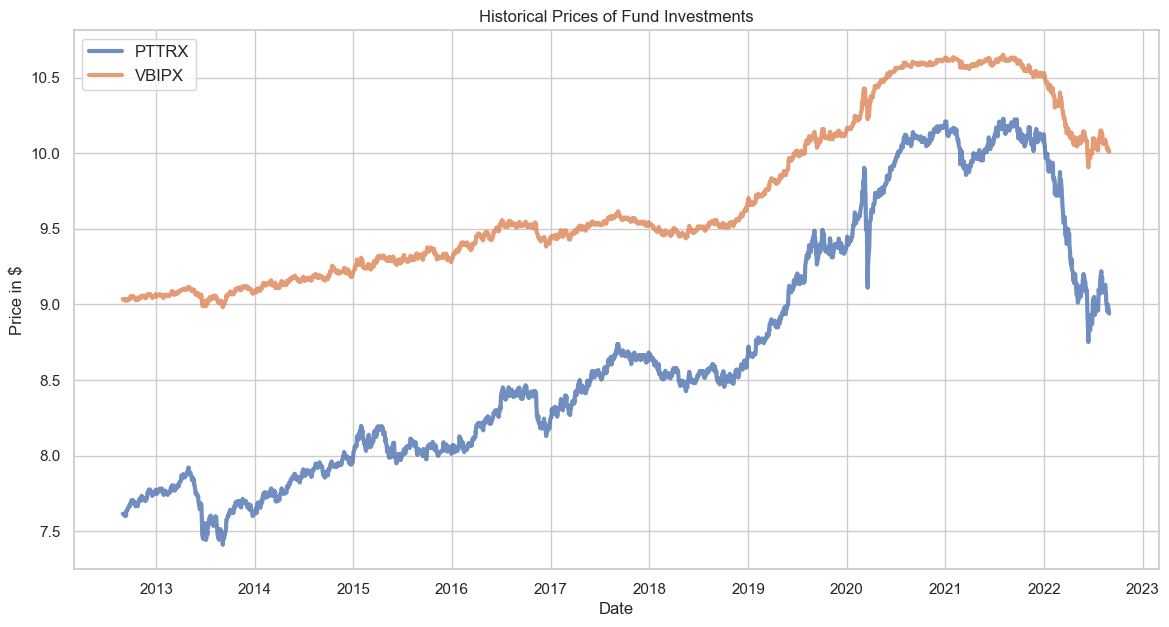 Historical Prices of Fund Investments
PTTRX
VBIPX
Price in $
10.5
10.0
9.5
9.0
8.5
8.0
7.5
2013 2014 2015 2016 2017 2018 2019 2020 2021 2022 2023
Date